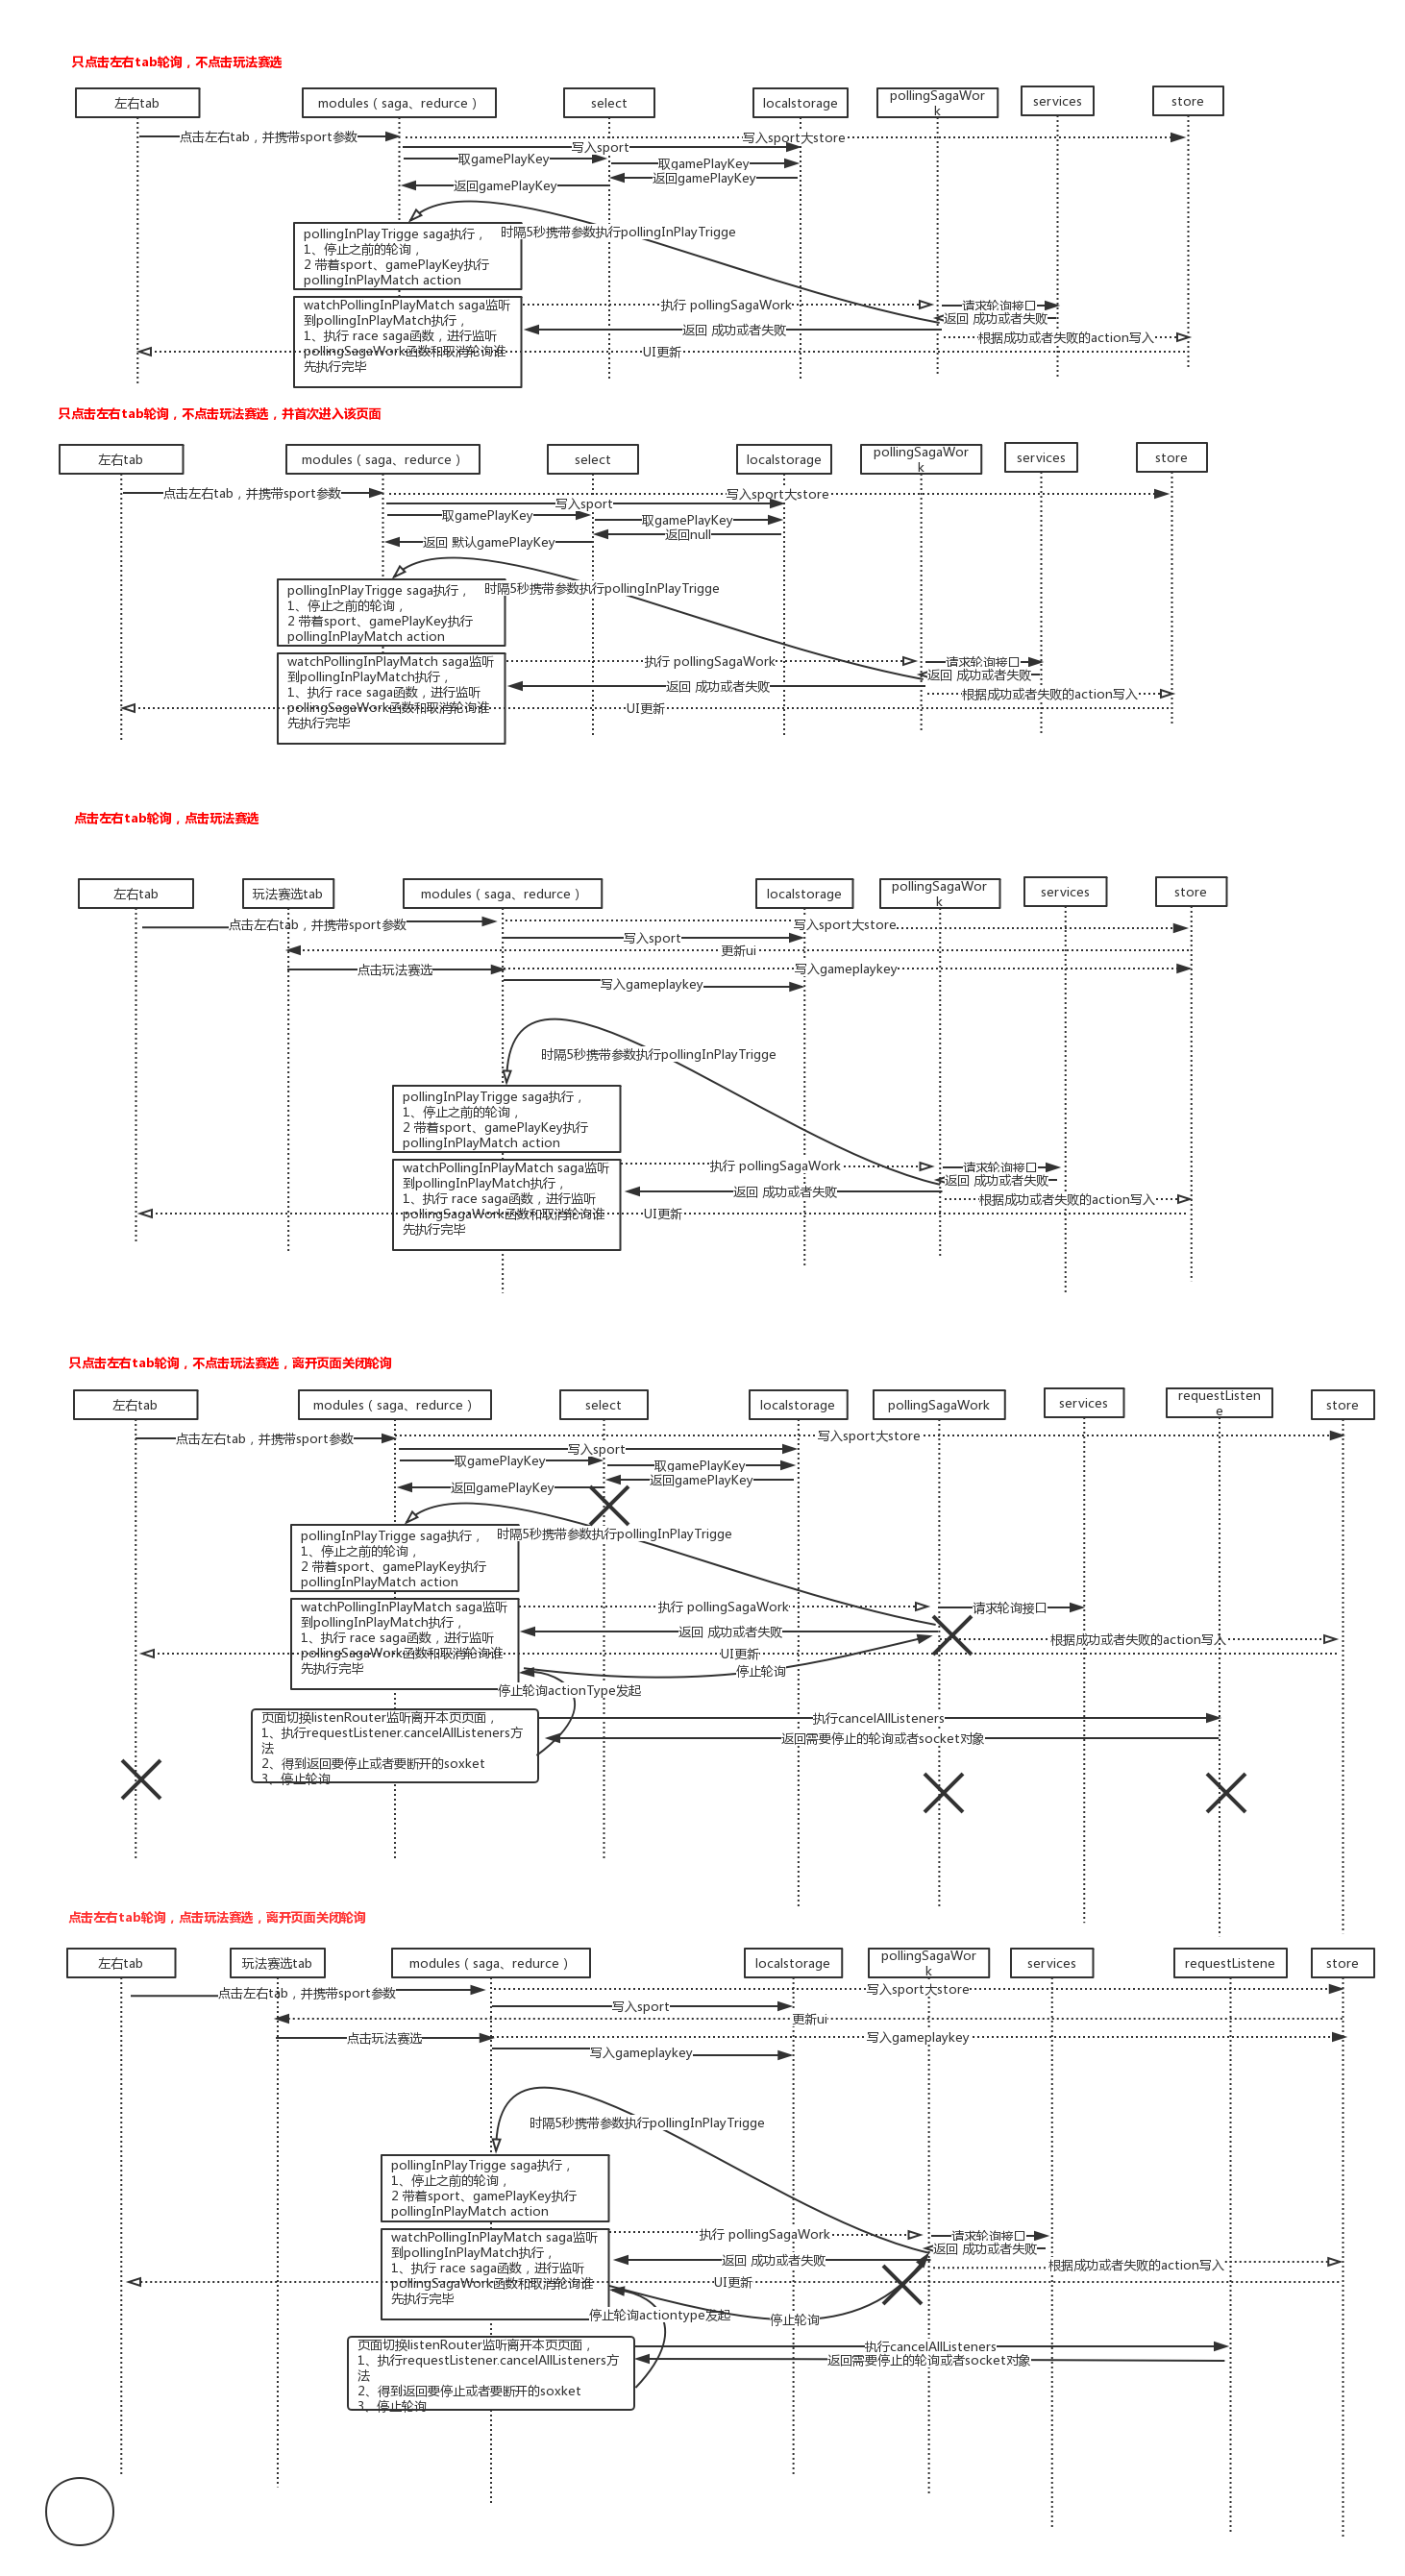 只点击左右tab轮询，不点击玩法赛选
左右tab
modules（saga、redurce）
select
localstorage
pollingSagaWor
k
services
store
点击左右tab，并携带sport参数
写入sport大store
写入sport
取gamePlayKey
取gamePlayKey
返回gamePlayKey
返回gamePlayKey
时隔5秒携带参数执行pollingInPlayTrigge
pollingInPlayTrigge saga执行，
1、停止之前的轮询，
2 带着sport、gamePlayKey执行
pollingInPlayMatch action
watchPollingInPlayMatch saga监听
到pollingInPlayMatch执行，
1、执行 race saga函数，进行监听
pollingSagaWork函数和取消轮询谁
先执行完毕
执行 pollingSagaWork
请求轮询接口
返回 成功或者失败
返回 成功或者失败
根据成功或者失败的action写入
UI更新
只点击左右tab轮询，不点击玩法赛选，并首次进入该页面
左右tab
modules（saga、redurce）
select
localstorage
pollingSagaWor
k
services
store
点击左右tab，并携带sport参数
写入sport大store
写入sport
取gamePlayKey
取gamePlayKey
返回null
返回 默认gamePlayKey
时隔5秒携带参数执行pollingInPlayTrigge
pollingInPlayTrigge saga执行，
1、停止之前的轮询，
2 带着sport、gamePlayKey执行
pollingInPlayMatch action
watchPollingInPlayMatch saga监听
到pollingInPlayMatch执行，
1、执行 race saga函数，进行监听
pollingSagaWork函数和取消轮询谁
先执行完毕
执行 pollingSagaWork
请求轮询接口
返回 成功或者失败
返回 成功或者失败
根据成功或者失败的action写入
UI更新
点击左右tab轮询，点击玩法赛选
左右tab
玩法赛选tab
modules（saga、redurce）
localstorage
pollingSagaWor
k
services
store
点击左右tab，并携带sport参数
写入sport大store
写入sport
更新ui
点击玩法赛选
写入gameplaykey
写入gameplaykey
时隔5秒携带参数执行pollingInPlayTrigge
pollingInPlayTrigge saga执行，
1、停止之前的轮询，
2 带着sport、gamePlayKey执行
pollingInPlayMatch action
watchPollingInPlayMatch saga监听
到pollingInPlayMatch执行，
1、执行 race saga函数，进行监听
pollingSagaWork函数和取消轮询谁
先执行完毕
执行 pollingSagaWork
请求轮询接口
返回 成功或者失败
返回 成功或者失败
根据成功或者失败的action写入
UI更新
只点击左右tab轮询，不点击玩法赛选，离开页面关闭轮询
左右tab
modules（saga、redurce）
select
localstorage
pollingSagaWork
services
requestListen
e
store
点击左右tab，并携带sport参数
写入sport大store
写入sport
取gamePlayKey
取gamePlayKey
返回gamePlayKey
返回gamePlayKey
时隔5秒携带参数执行pollingInPlayTrigge
pollingInPlayTrigge saga执行，
1、停止之前的轮询，
2 带着sport、gamePlayKey执行
pollingInPlayMatch action
watchPollingInPlayMatch saga监听
到pollingInPlayMatch执行，
1、执行 race saga函数，进行监听
pollingSagaWork函数和取消轮询谁
先执行完毕
执行 pollingSagaWork
请求轮询接口
返回 成功或者失败
根据成功或者失败的action写入
UI更新
停止轮询
停止轮询actionType发起
页面切换listenRouter监听离开本页页面，
1、执行requestListener.cancelAllListeners方
法
2、得到返回要停止或者要断开的soxket
3、停止轮询
执行cancelAllListeners
返回需要停止的轮询或者socket对象
点击左右tab轮询，点击玩法赛选，离开页面关闭轮询
左右tab
玩法赛选tab
modules（saga、redurce）
localstorage
pollingSagaWor
k
services
requestListene
store
点击左右tab，并携带sport参数
写入sport大store
写入sport
更新ui
点击玩法赛选
写入gameplaykey
写入gameplaykey
时隔5秒携带参数执行pollingInPlayTrigge
pollingInPlayTrigge saga执行，
1、停止之前的轮询，
2 带着sport、gamePlayKey执行
pollingInPlayMatch action
watchPollingInPlayMatch saga监听
到pollingInPlayMatch执行，
1、执行 race saga函数，进行监听
pollingSagaWork函数和取消轮询谁
先执行完毕
执行 pollingSagaWork
请求轮询接口
返回 成功或者失败
返回 成功或者失败
根据成功或者失败的action写入
UI更新
停止轮询actiontype发起
停止轮询
页面切换listenRouter监听离开本页页面，
1、执行requestListener.cancelAllListeners方
法
2、得到返回要停止或者要断开的soxket
3、停止轮询
执行cancelAllListeners
返回需要停止的轮询或者socket对象